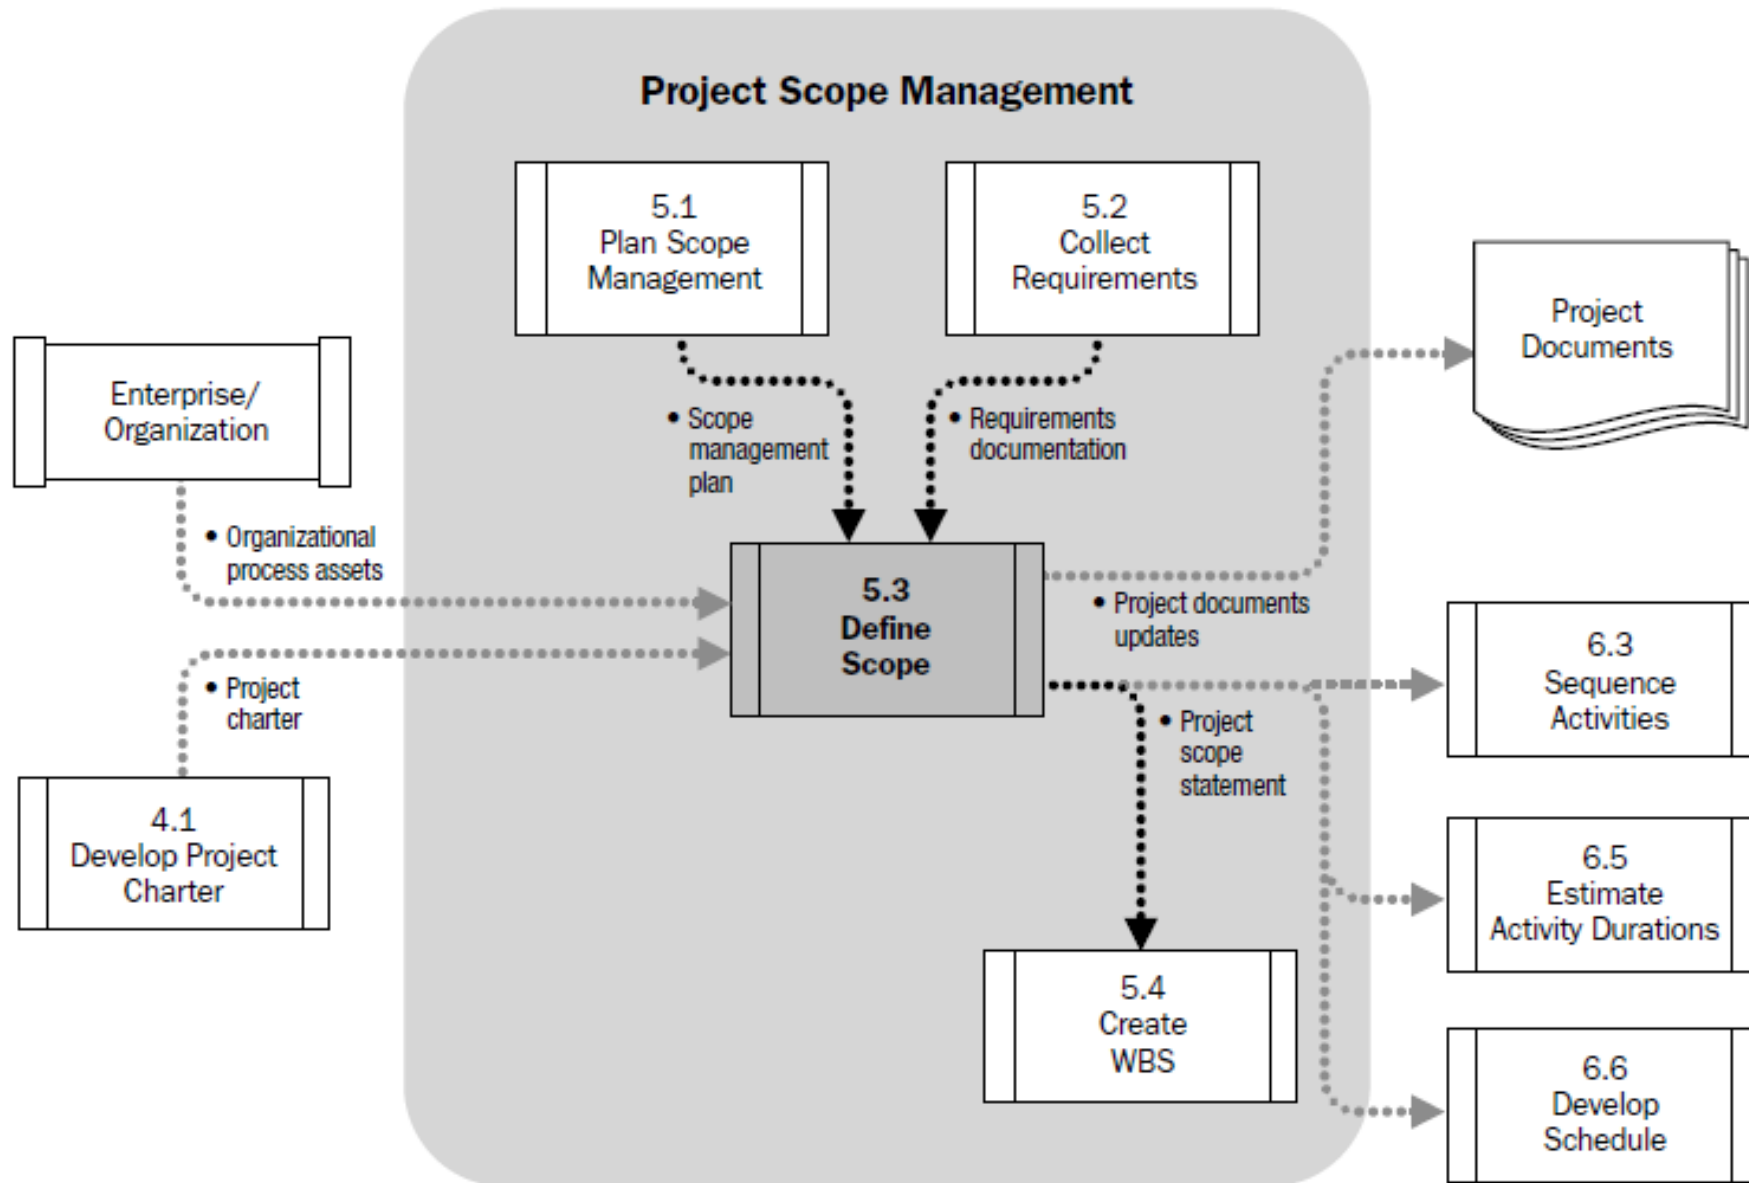 Project Scope Management
5.1
Plan Scope
Management
5.2
Collect
Requirements
Project
Documents
Enterprise/
Organization
• Scope
management
plan
• Requirements
documentation
• Organizational
process assets
5.3
Define
Scope
• Project documents
updates
6.3
Sequence
Activities
• Project
charter
• Project
scope
statement
4.1
Develop Project
Charter
6.5
Estimate
Activity Durations
5.4
Create
WBS
6.6
Develop
Schedule